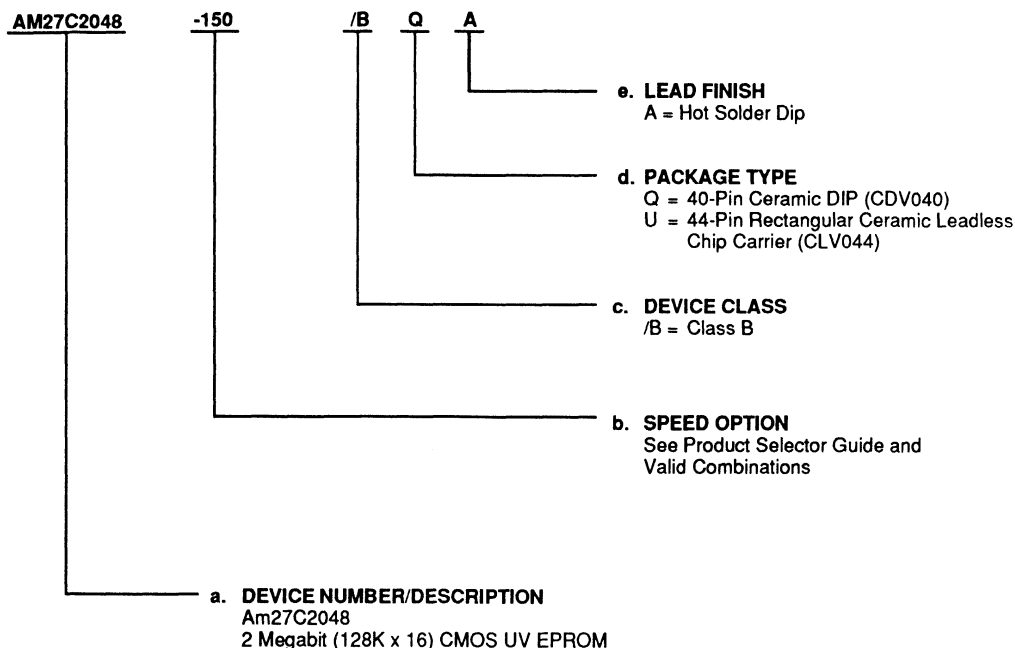 AM27C2048 -150 /B Q A
e. LEAD FINISH
A = Hot Solder Dip
d. PACKAGE TYPE
Q = 40-Pin Ceramic DIP (CDV040)
U = 44-Pin Rectangular Ceramic Leadless
Chip Carrier (CLV044)
c. DEVICE CLASS
/B = Class B
b. SPEED OPTION
See Product Selector Guide and
Valid Combinations
a. DEVICE NUMBER/DESCRIPTION
Am27C2048
2 Megabit (128K x 16) CMOS UV EPROM